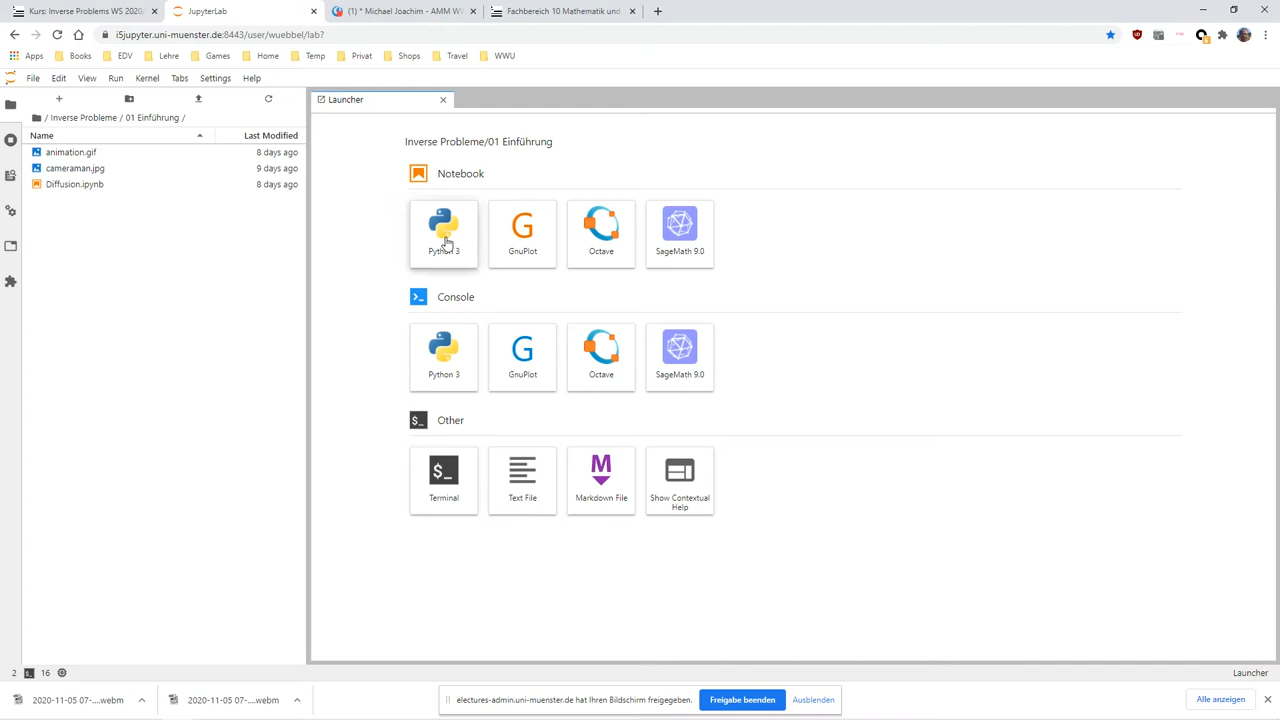 Kurs: Inverse Problems WS 2020/
JupyterLab
(1) * Michael Joachim - AMM WW
Fachbereich 10 Mathematik und
i5jupyter.uni-muenster.de:8443/user/wuebbel/lab?
Apps Books EDV Lehre Games Home Temp Privat Shops Travel WWU
File Edit View Run Kernel Tabs Settings Help
Launcher
/ Inverse Probleme / 01 Einführung /
Name Last Modified
animation.gif 8 days ago
cameraman.jpg 9 days ago
Diffusion.ipynb 8 days ago
Inverse Probleme/01 Einführung
Notebook
Python 3 GnuPlot Octave SageMath 9.0
Console
Python 3 GnuPlot Octave SageMath 9.0
Other
Terminal Text File Markdown File Show Contextual
Help
2 16 Launcher
2020-11-05 07-....webm
2020-11-05 07-....webm
electures-admin.uni-muenster.de hat Ihren Bildschirm freigegeben. Freigabe beenden Ausblenden
Alle anzeigen